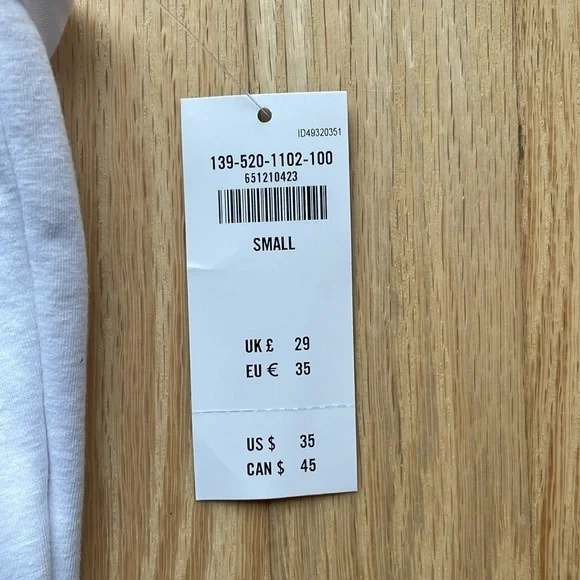 ID49320351
139-520-1102-100
651210423
SMALL
UK £ 29
EU € 35
US $ 35
CAN $ 45